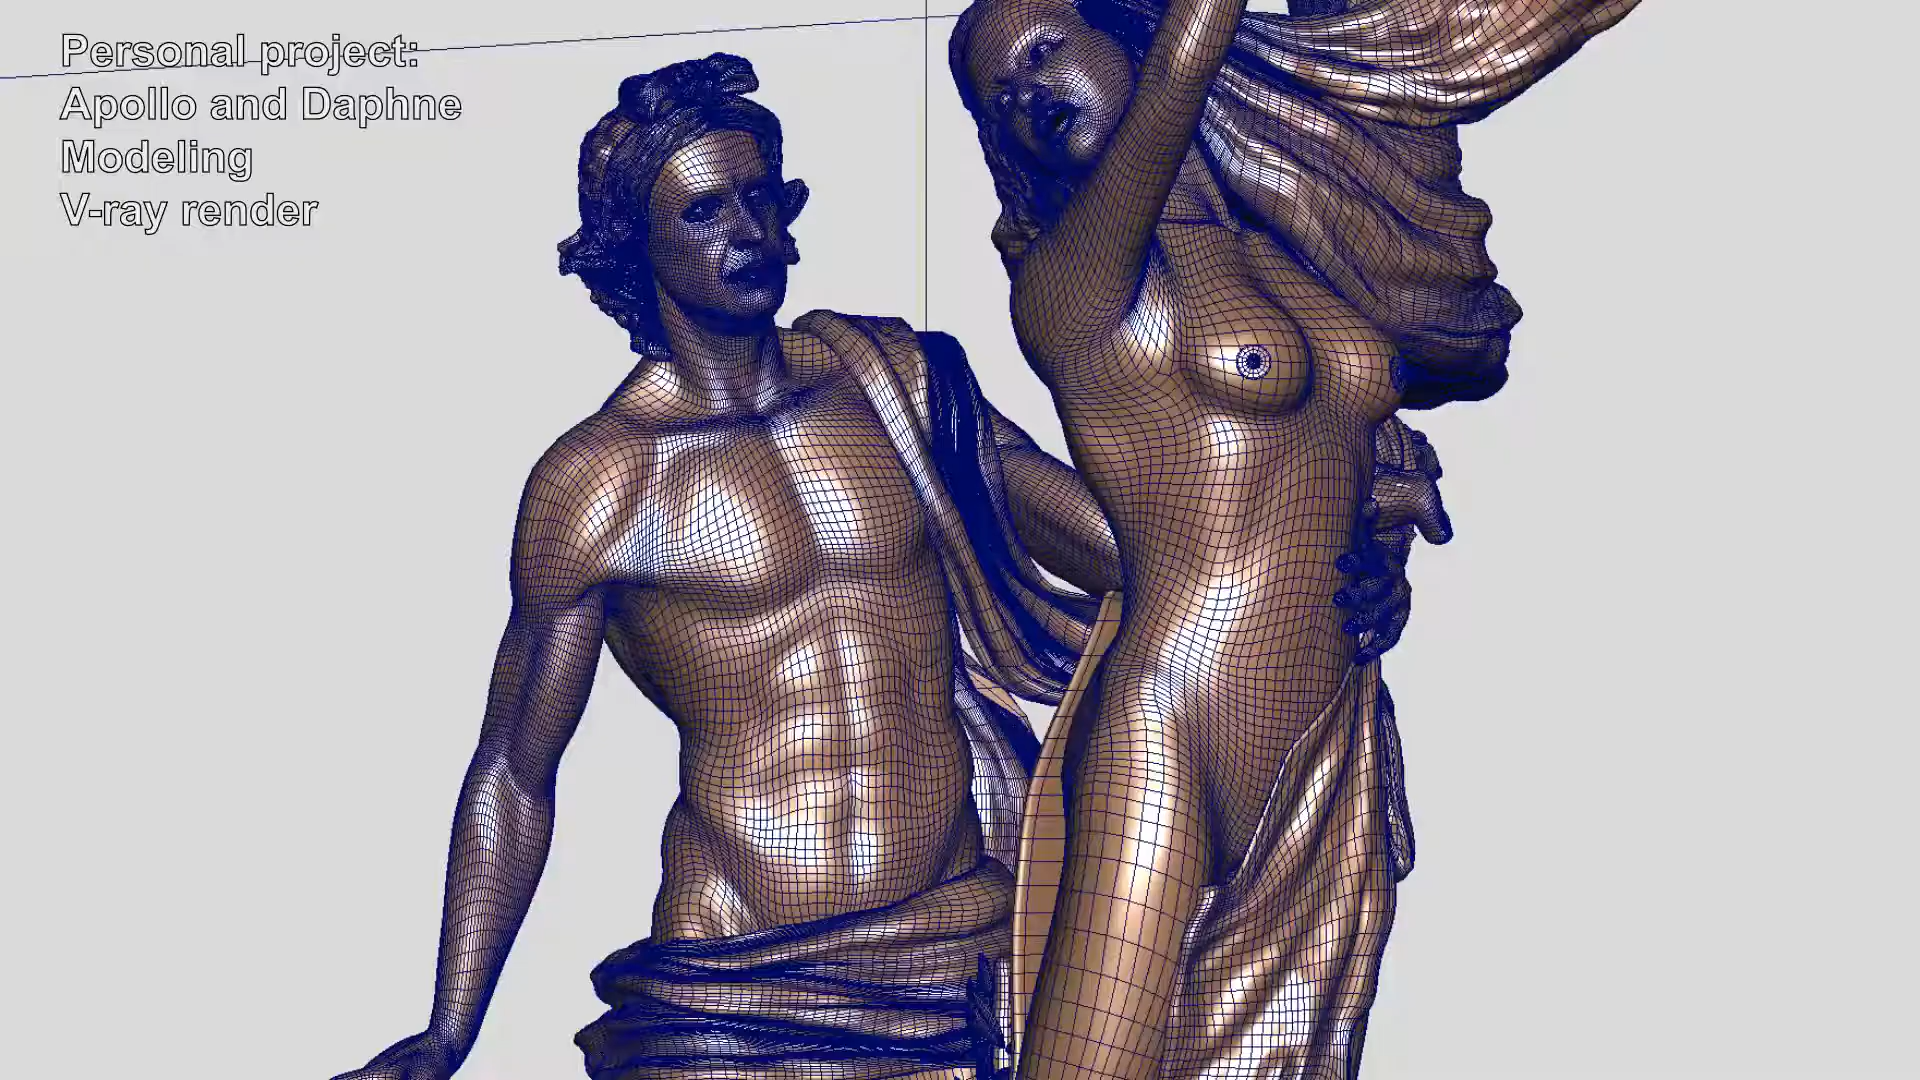 Personal project:
Apollo and Daphne
Modeling
V-ray render